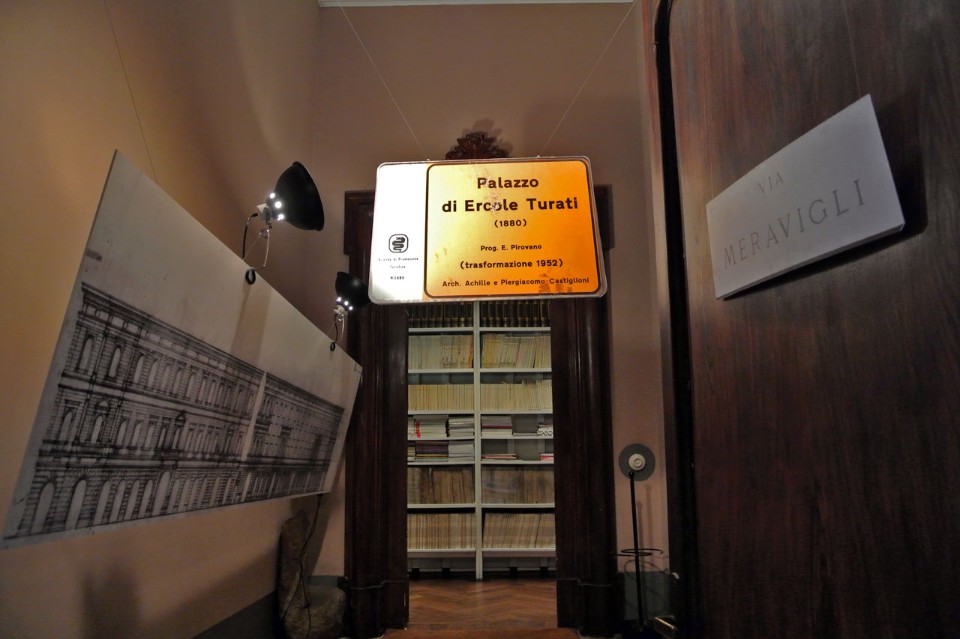 Palazzo
di Ercole Turati
(1880)
Prog. E. Pirovano
(trasformazione 1952)
Arch. Achille e Piergiacomo Castiglioni
VIA
MERAVIGLI